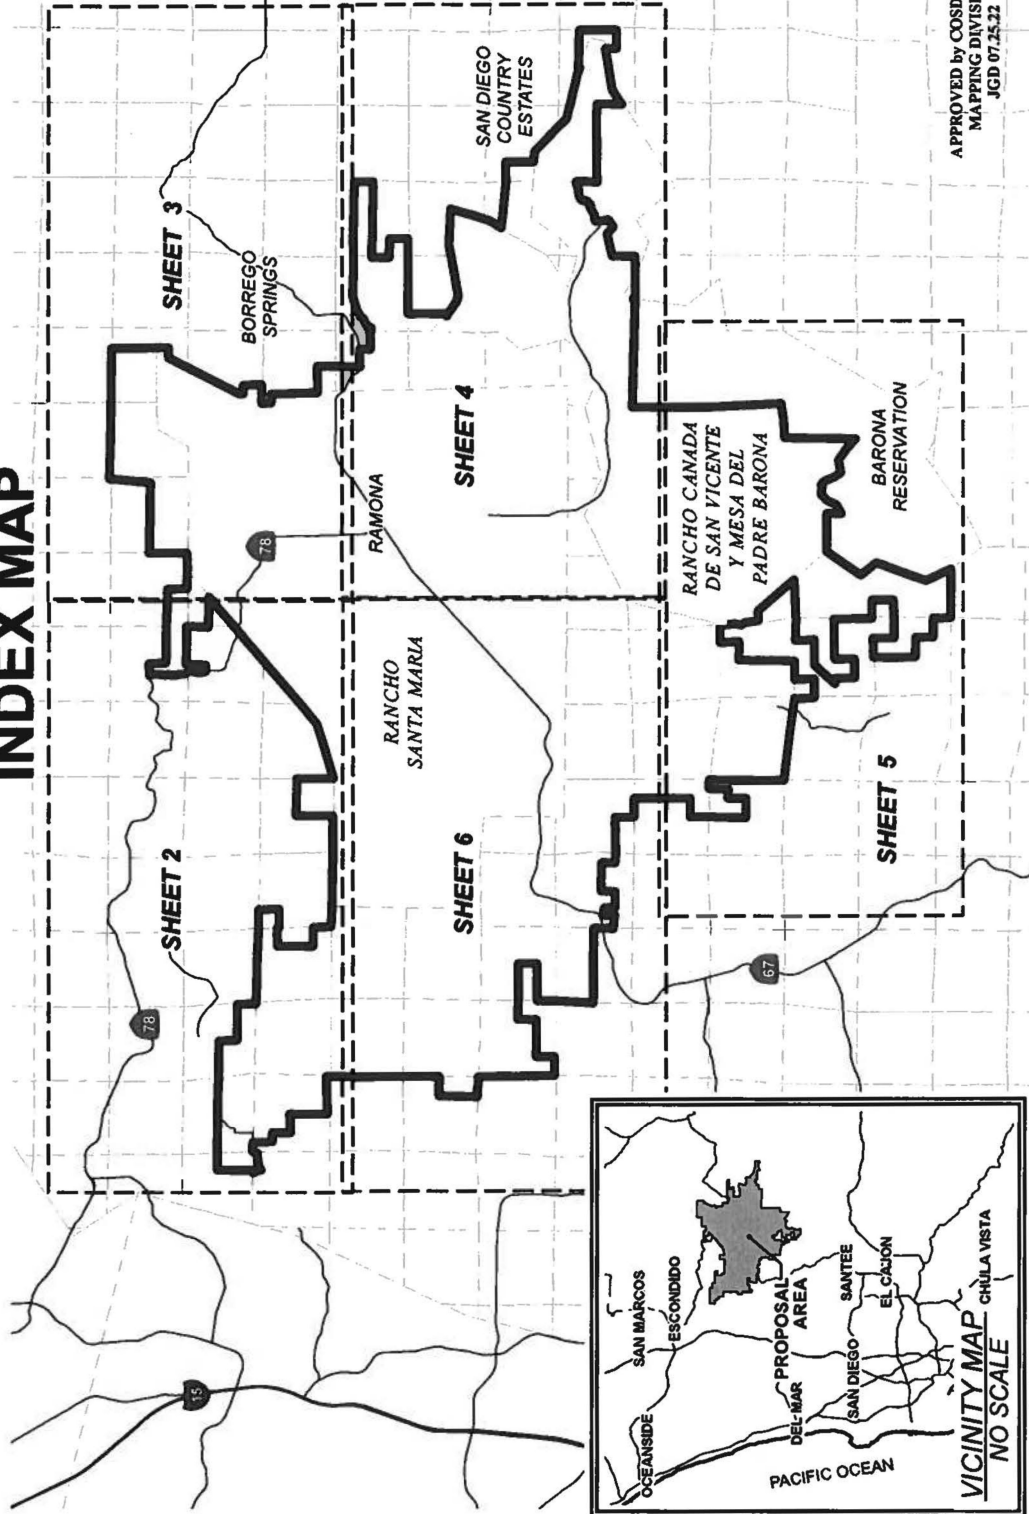 INDEX MAP
SHEET 3
BORREGO
SPRINGS
78
SHEET 2
78
15
SAN DIEGO
COUNTRY
ESTATES
SHEET 4
RAMONA
RANCHO
SANTA MARIA
SHEET 6
RANCHO CANADA
DE SAN VICENTE
Y MESA DEL
PADRE BARONA
BARONA
RESERVATION
SHEET 5
67
APPROVED by COSD
MAPPING DIVIS
JGD 07.25.22
OCEANSIDE
SAN MARCOS
ESCONDIDO
PROPOSAL
AREA
DEL-MAR
SAN DIEGO
SANTEE
EL CAJON
CHULA VISTA
PACIFIC OCEAN
VICINITY MAP
NO SCALE